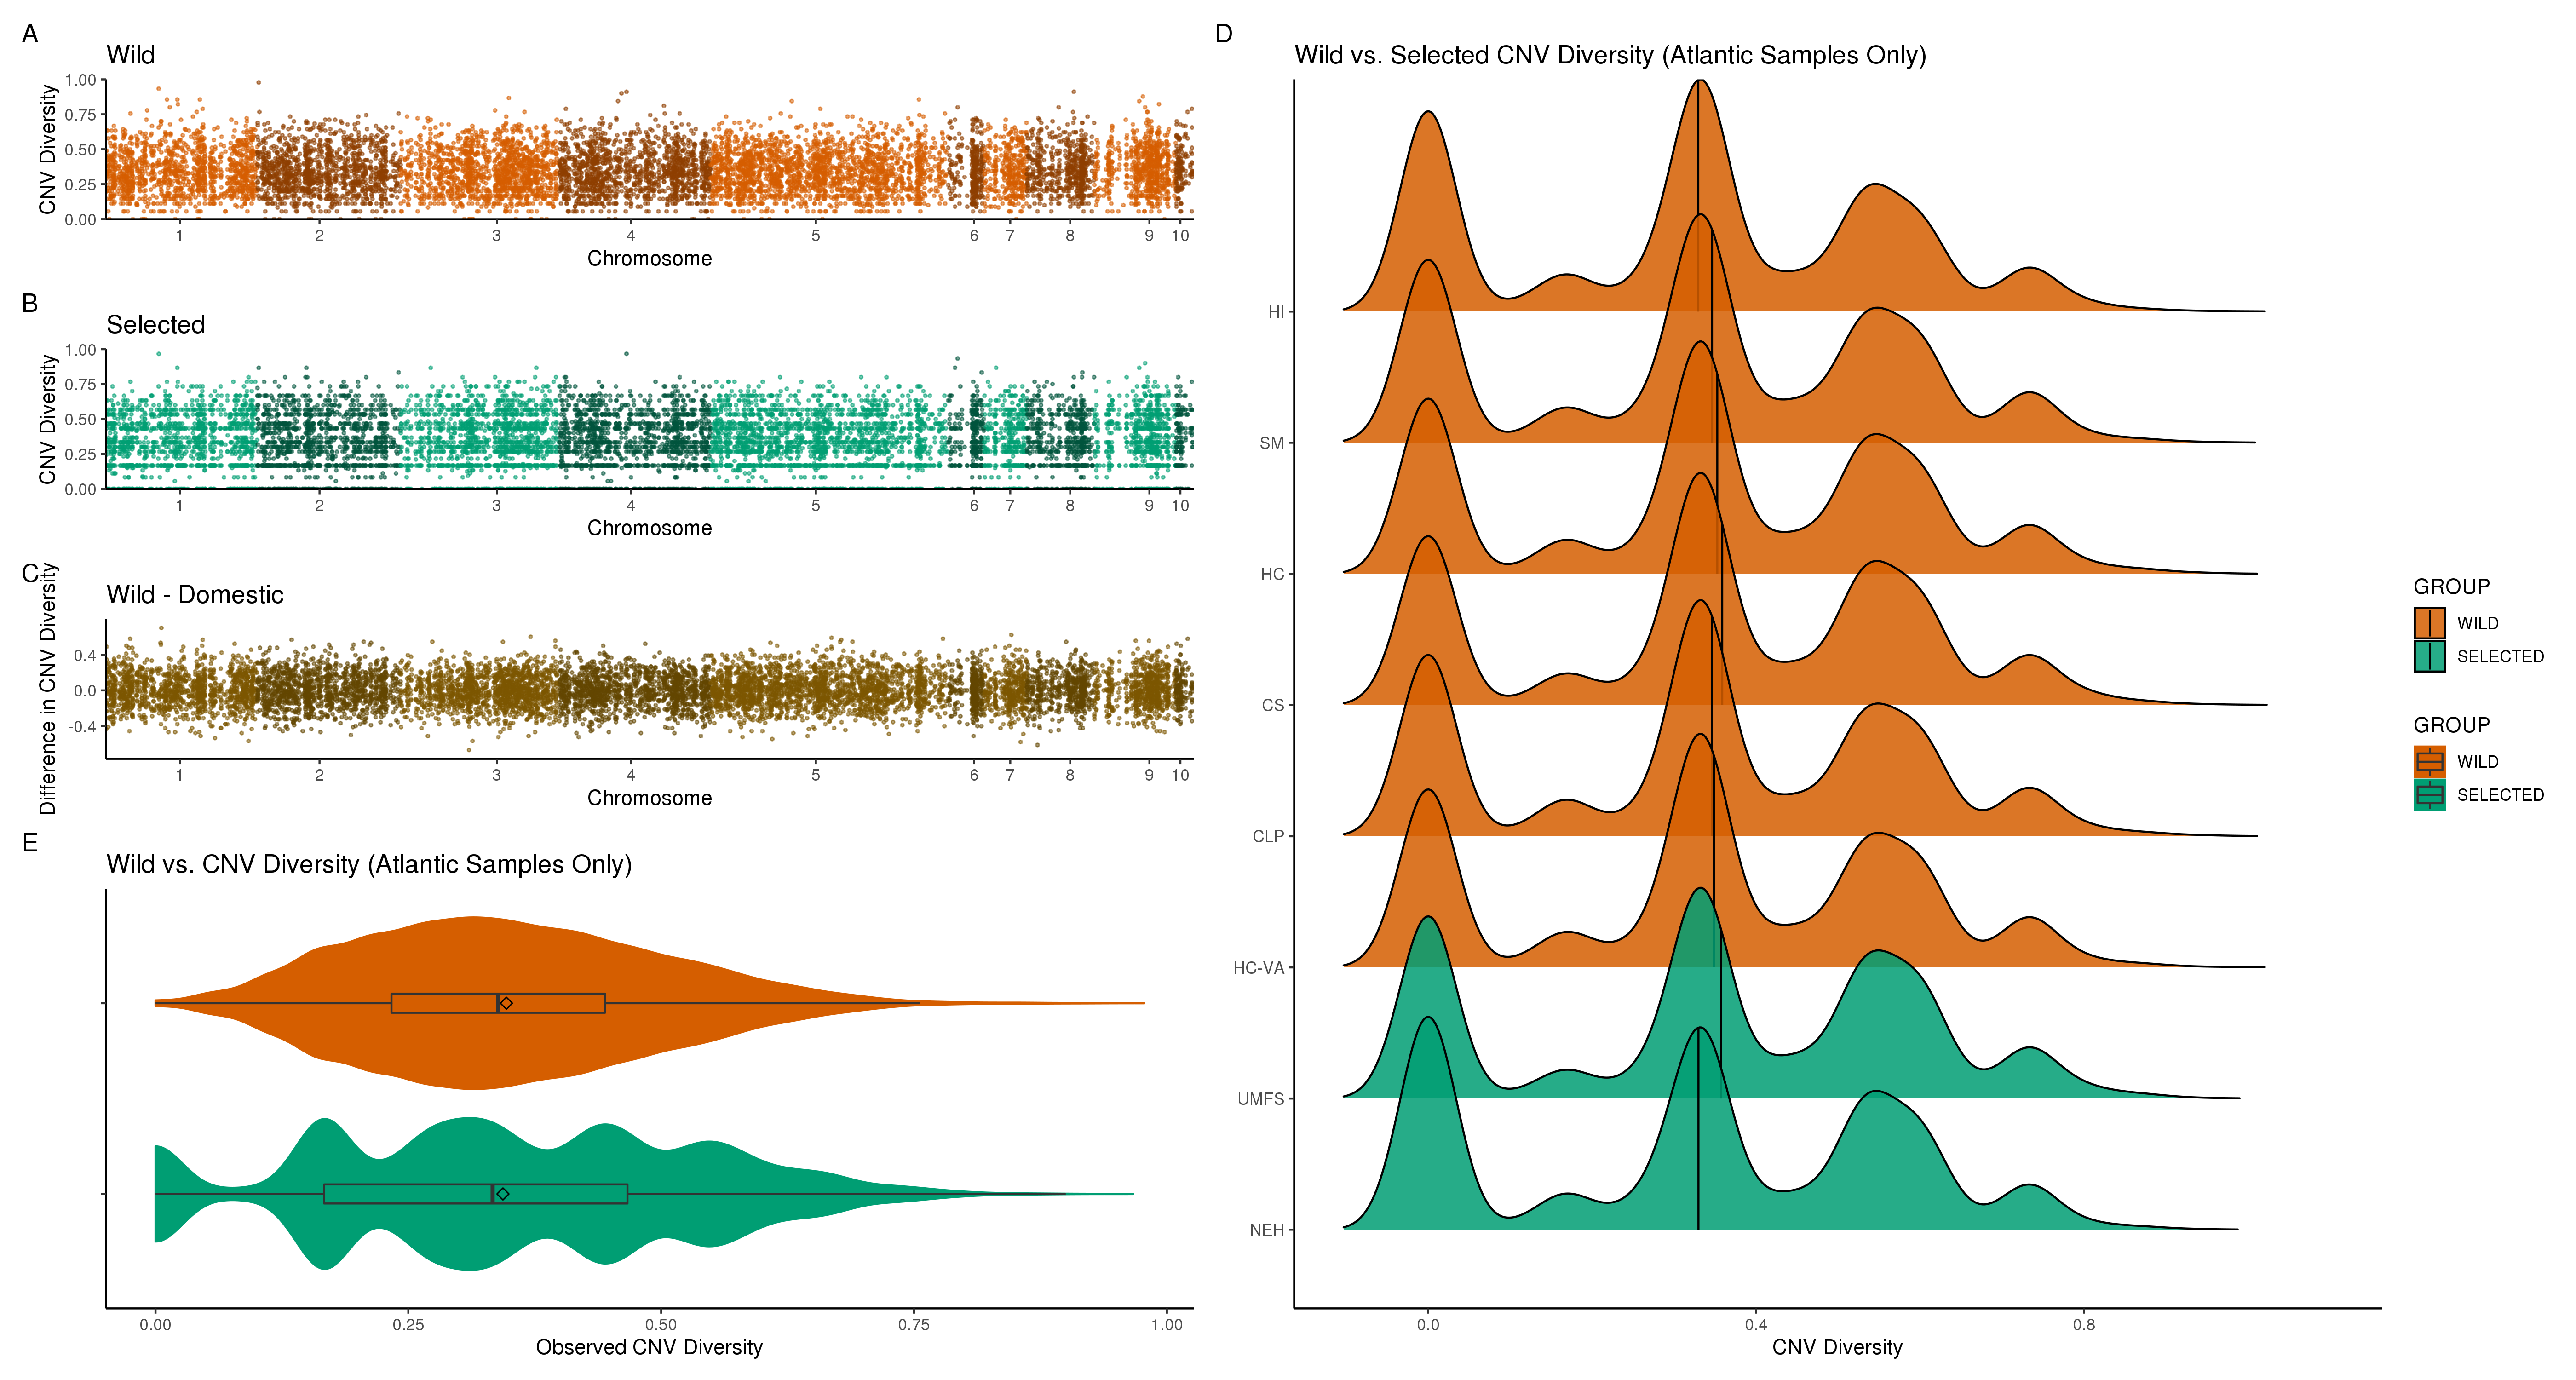 A
Wild
CNV Diversity
1.00
0.75
0.50
0.25
0.00
1 2 3 4 5 6 7 8 9 10
Chromosome
B
Selected
CNV Diversity
1.00
0.75
0.50
0.25
0.00
1 2 3 4 5 6 7 8 9 10
Chromosome
C
Wild - Domestic
Difference in CNV Diversity
0.4
0.0
-0.4
1 2 3 4 5 6 7 8 9 10
Chromosome
E
Wild vs. CNV Diversity (Atlantic Samples Only)
0.00 0.25 0.50 0.75 1.00
Observed CNV Diversity
D
Wild vs. Selected CNV Diversity (Atlantic Samples Only)
HI
SM
HC
CS
CLP
HC-VA
UMFS
NEH
0.0 0.4 0.8
CNV Diversity
GROUP
WILD
SELECTED
GROUP
WILD
SELECTED